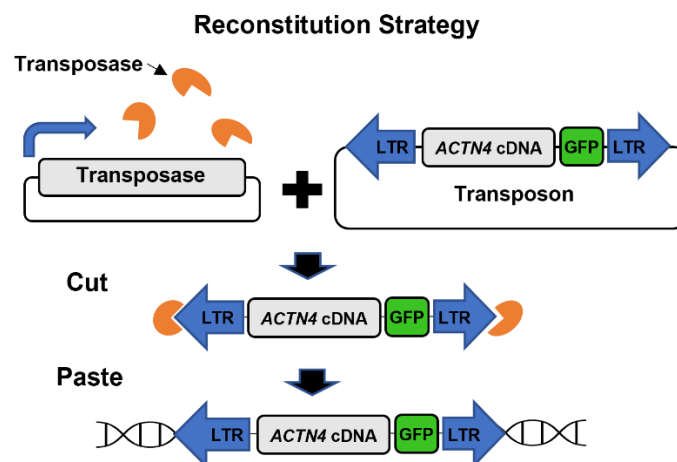 Reconstitution Strategy
Transposase
LTR ACTN4 cDNA GFP LTR
Transposase
Transposon
Cut
LTR ACTN4 cDNA GFP LTR
Paste
LTR ACTN4 cDNA GFP LTR